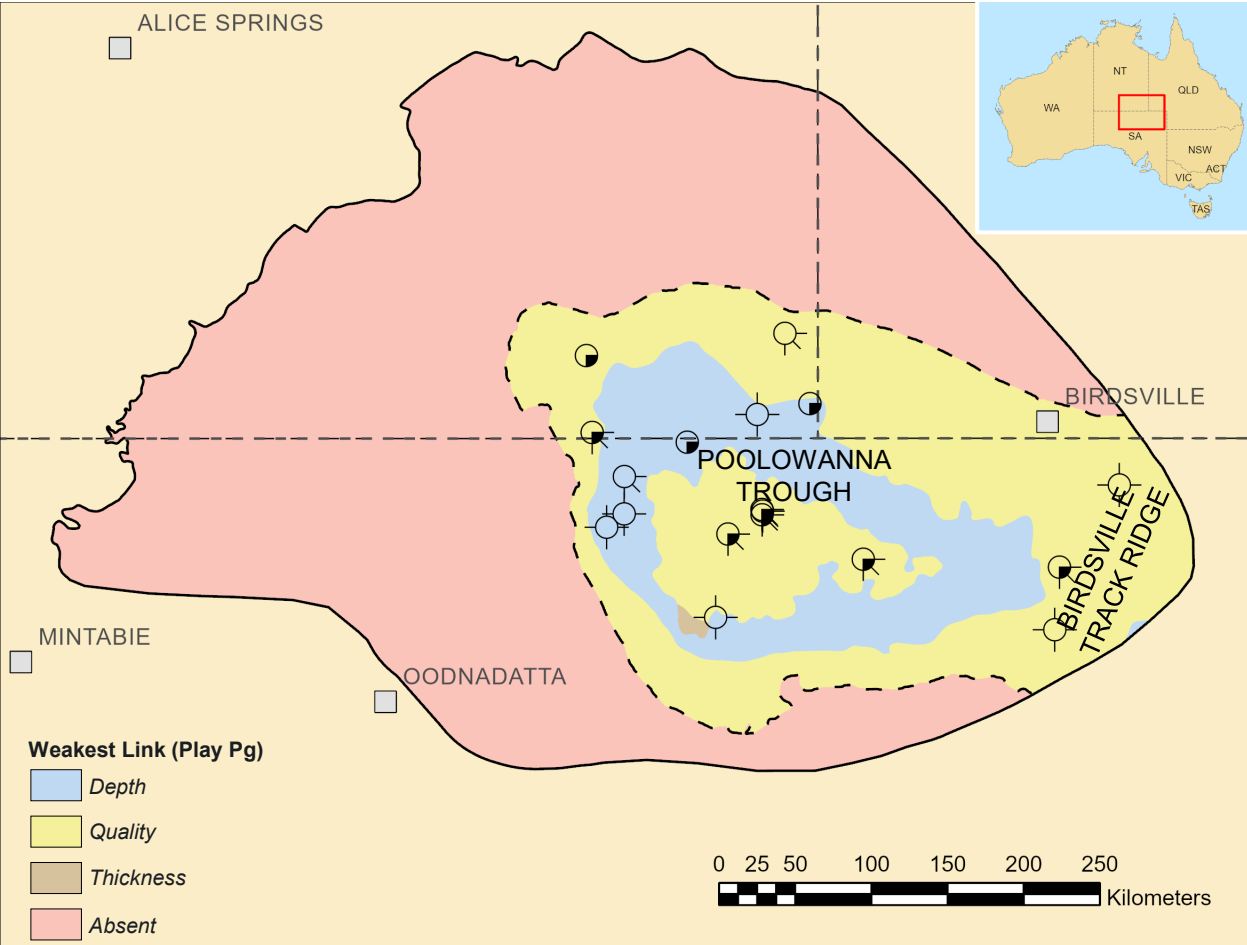 ALICE SPRINGS
NT
QLD
WA
SA
NSW
ACT
VIC
TAS
BIRDSVILLE
POOLOWANNA
TROUGH
BIRDSVILLE
TRACK RIDGE
MINTABIE
OODNADATTA
Weakest Link (Play Pg)
Depth
Quality
Thickness
Absent
0 25 50 100 150 200 250
Kilometers